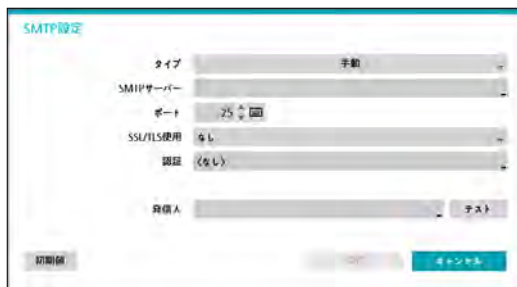 SMTP設定
タイプ 手動
SMTPサーバー
ポート 25
SSL/TLS使用 なし
認証 (なし)
発信人 テスト
初期値 OK キャンセル